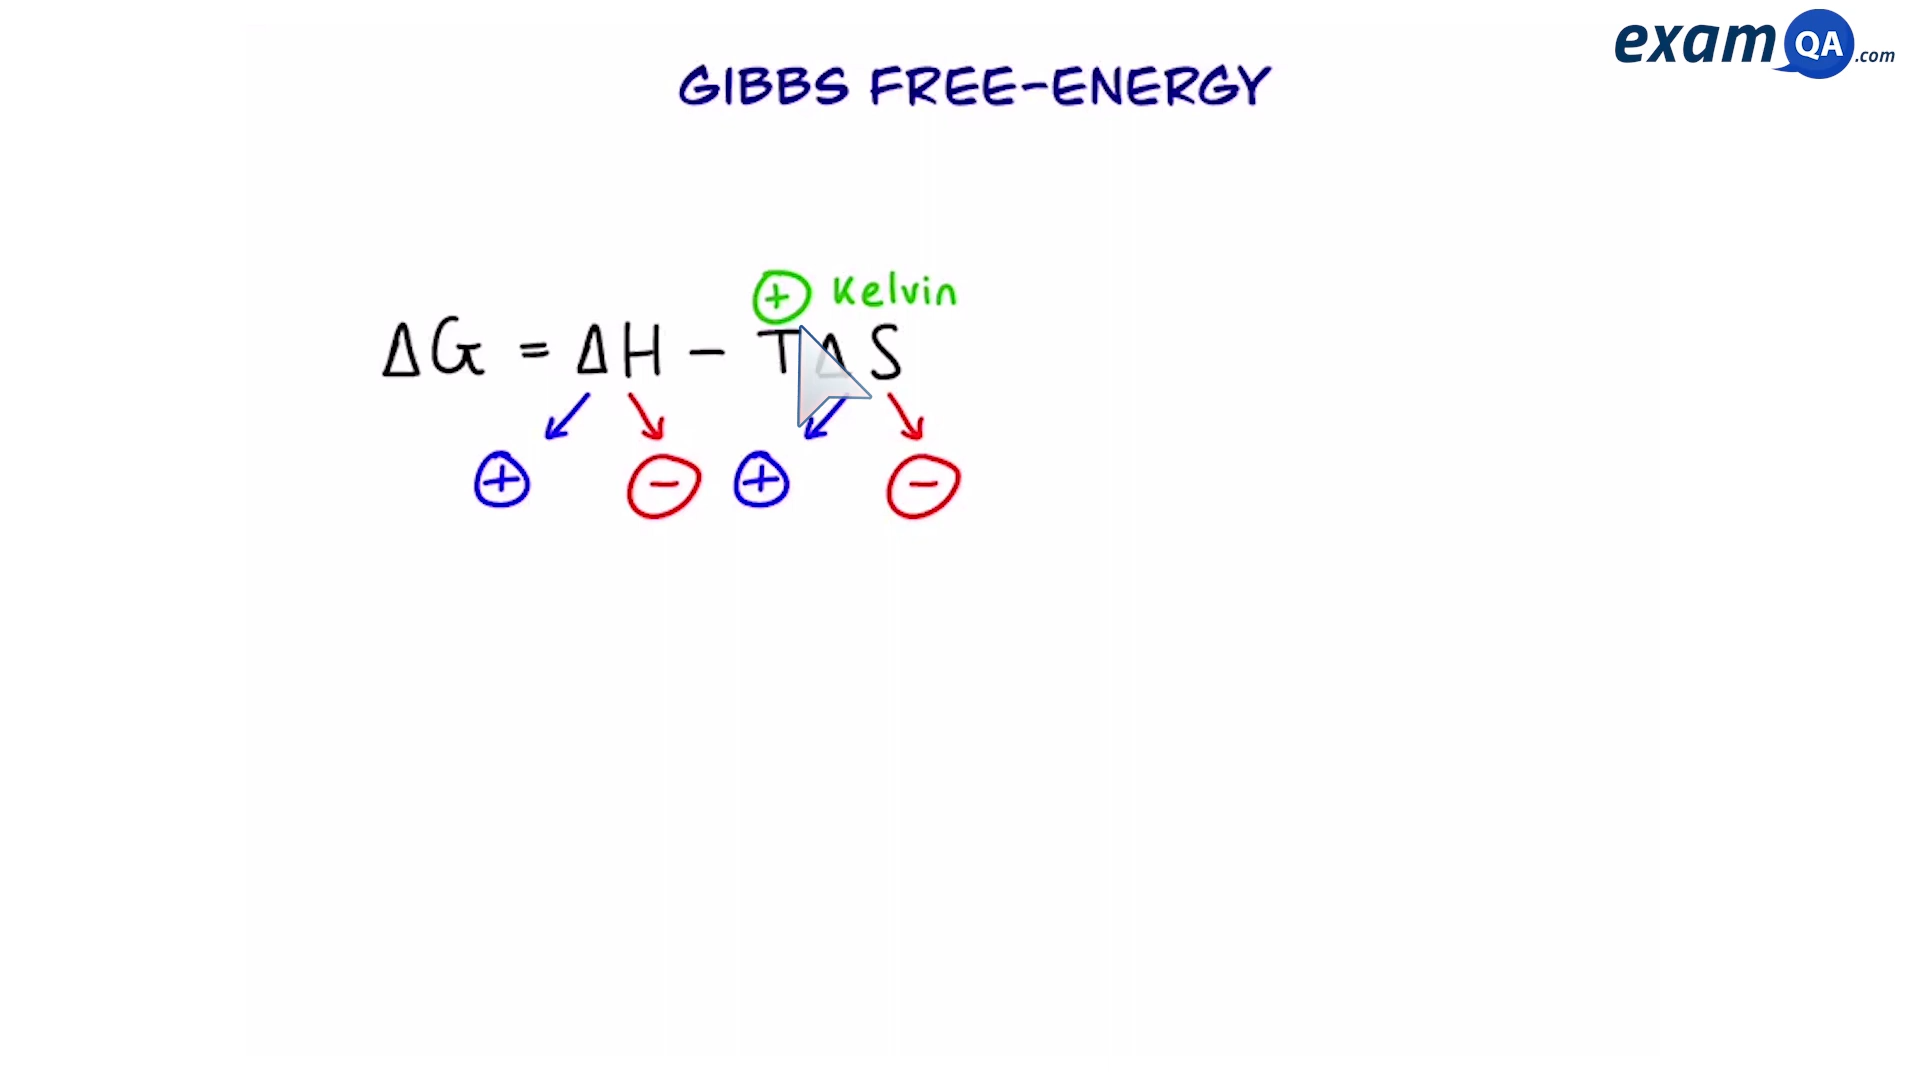 examQA.com
GIBBS FREE-ENERGY
+ Kelvin
ΔG = ΔH - TΔS
+ - + -